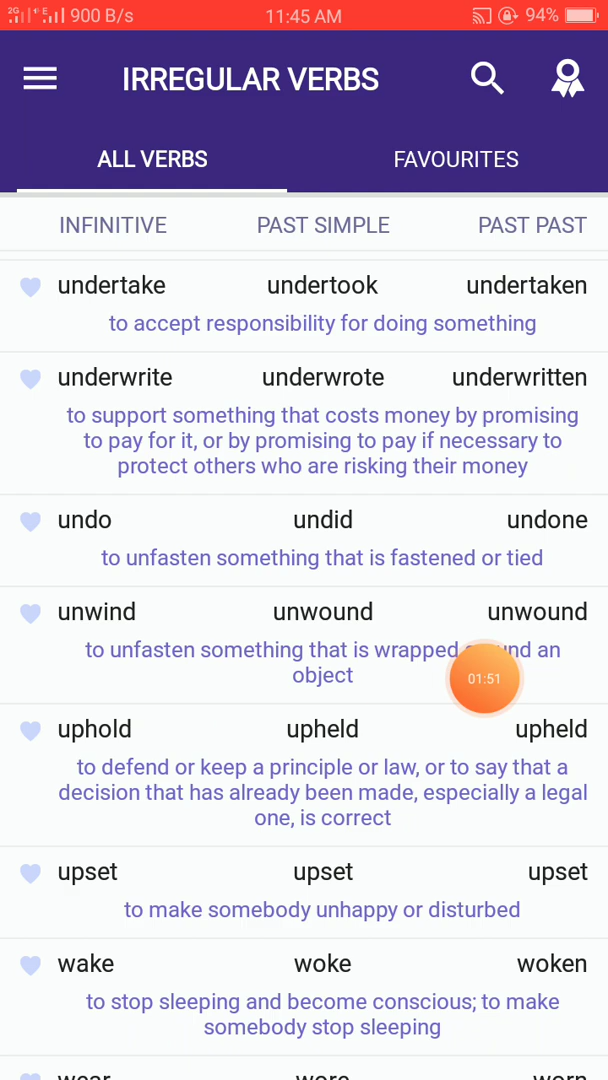 2G E 900 B/s 11:45 AM 94%
IRREGULAR VERBS
ALL VERBS FAVOURITES
INFINITIVE PAST SIMPLE PAST PAST
undertake undertook undertaken
to accept responsibility for doing something
underwrite underwrote underwritten
to support something that costs money by promising
to pay for it, or by promising to pay if necessary to
protect others who are risking their money
undo undid undone
to unfasten something that is fastened or tied
unwind unwound unwound
to unfasten something that is wrapped around an
object
01:51
uphold upheld upheld
to defend or keep a principle or law, or to say that a
decision that has already been made, especially a legal
one, is correct
upset upset upset
to make somebody unhappy or disturbed
wake woke woken
to stop sleeping and become conscious; to make
somebody stop sleeping
wear wore worn